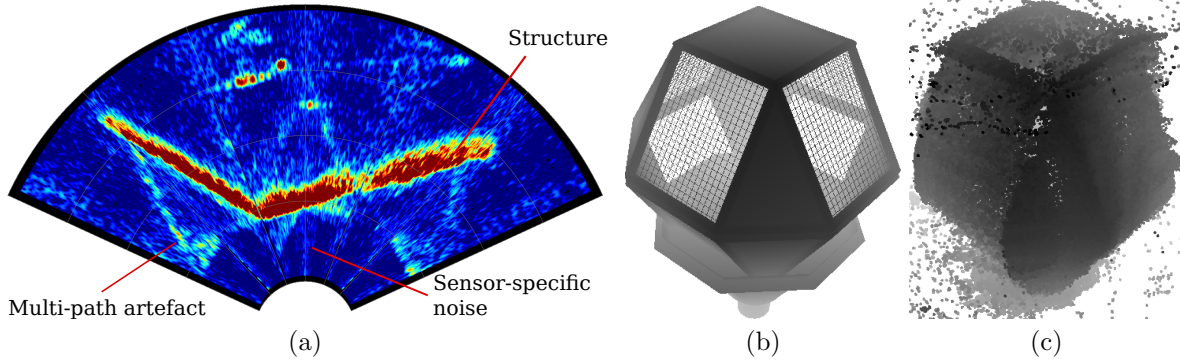 Structure
Multi-path artefact
Sensor-specific
noise
(a)
(b)
(c)